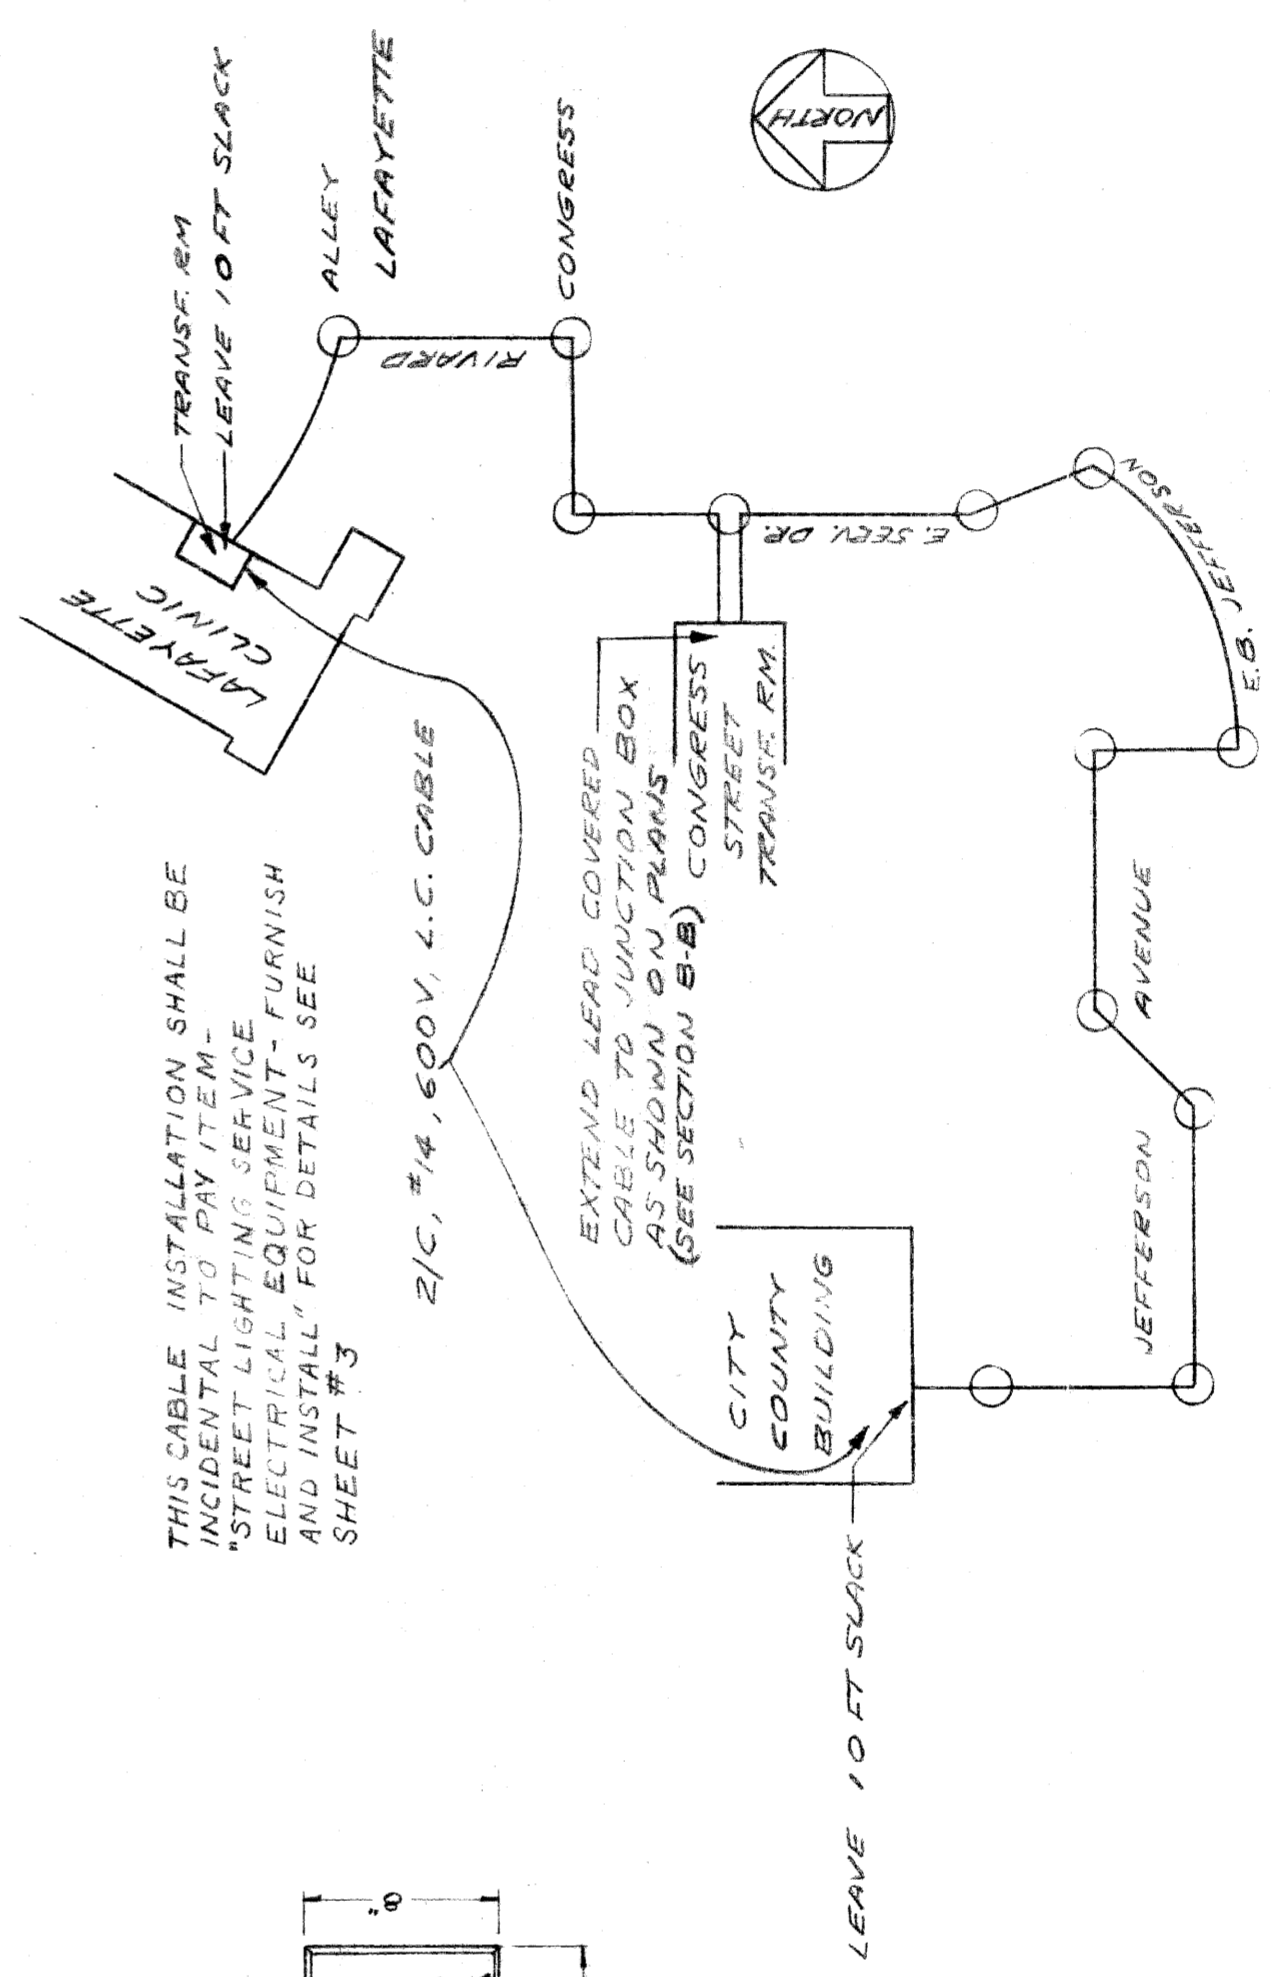 THIS CABLE INSTALLATION SHALL BE
INCIDENTAL TO PAY ITEM-
"STREET LIGHTING SERVICE
ELECTRICAL EQUIPMENT-FURNISH
AND INSTALL" FOR DETAILS SEE
SHEET #3
TRANSF. RM
LEAVE 10 FT SLACK
LAFAYETTE
CLINIC
ALLEY
LAFAYETTE
RIVARD
CONGRESS
NORTH
2/C, #14, 600V, L.C. CABLE
EXTEND LEAD COVERED
CABLE TO JUNCTION BOX
AS SHOWN ON PLANS
(SEE SECTION B-B)
CONGRESS
STREET
TRANSF. RM.
E. SERV. DR.
E.B. JEFFERSON
CITY
COUNTY
BUILDING
JEFFERSON AVENUE
LEAVE 10 FT SLACK
8"